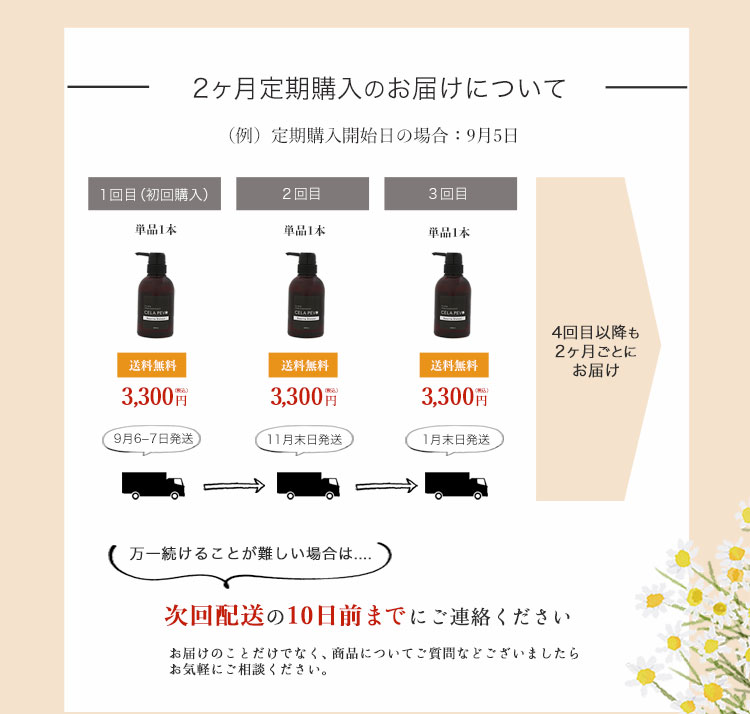 2ヶ月定期購入のお届けについて
（例）定期購入開始日の場合：9月5日
1回目（初回購入）
2回目
3回目
単品1本
単品1本
単品1本
CELA PEVO
CELA PEVO
CELA PEVO
送料無料
送料無料
送料無料
3,300円(税込)
3,300円(税込)
3,300円(税込)
9月6–7日発送
11月末日発送
1月末日発送
4回目以降も
2ヶ月ごとに
お届け
万一続けることが難しい場合は....
次回配送の10日前までにご連絡ください
お届けのことだけでなく、商品についてご質問などございましたら
お気軽にご相談ください。